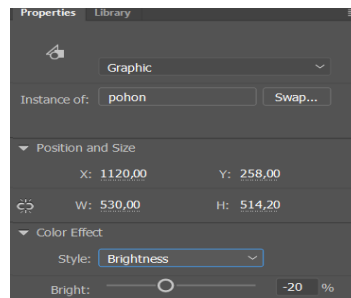 Properties Library
Graphic
Instance of: pohon Swap...
Position and Size
X: 1120,00 Y: 258,00
W: 530,00 H: 514,20
Color Effect
Style: Brightness
Bright: -20 %